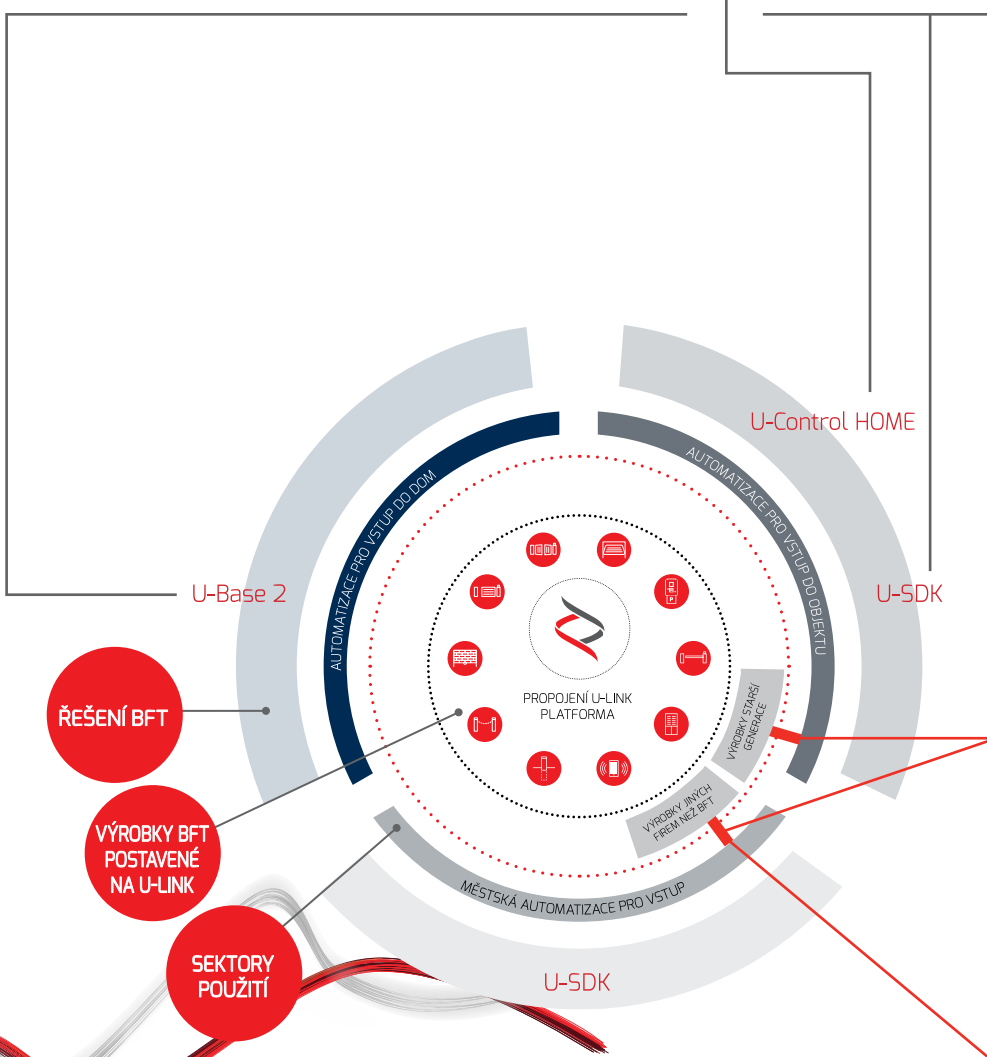 U-Control HOME
AUTOMATIZACE PRO VSTUP DO DOM
AUTOMATIZACE PRO VSTUP DO OBJEKTU
U-Base 2
U-SDK
PROPOJENÍ U-LINK
PLATFORMA
P
VÝROBKY STARŠÍ
GENERACE
VÝROBKY JINÝCH
FIREM NEŽ BFT
ŘEŠENÍ BFT
VÝROBKY BFT
POSTAVENÉ
NA U-LINK
MĚSTSKÁ AUTOMATIZACE PRO VSTUP
SEKTORY
POUŽITÍ
U-SDK